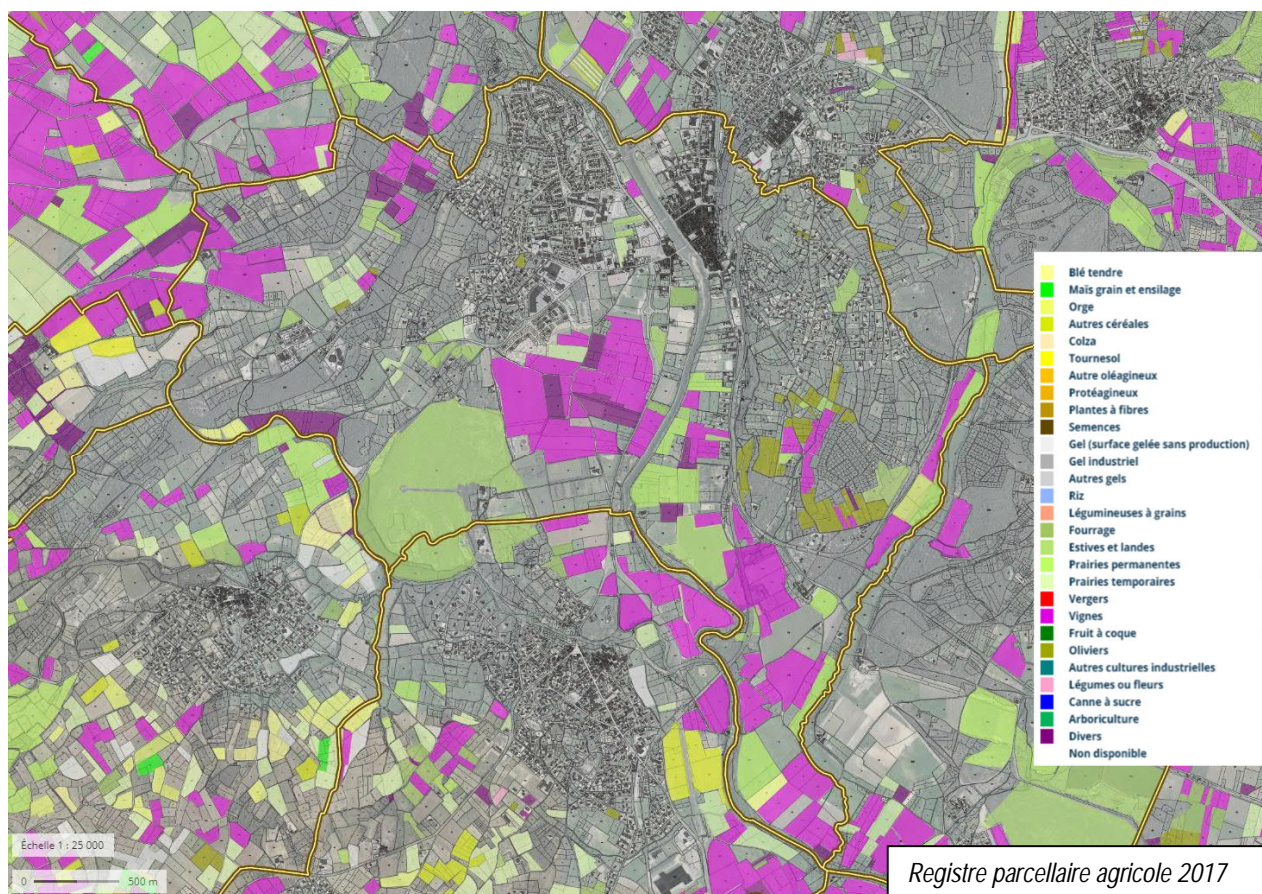 Blé tendre
Maïs grain et ensilage
Orge
Autres céréales
Colza
Tournesol
Autre oléagineux
Protéagineux
Plantes à fibres
Semences
Gel (surface gelée sans production)
Gel industriel
Autres gels
Riz
Légumineuses à grains
Fourrage
Estives et landes
Prairies permanentes
Prairies temporaires
Vergers
Vignes
Fruit à coque
Oliviers
Autres cultures industrielles
Légumes ou fleurs
Canne à sucre
Arboriculture
Divers
Non disponible
Échelle 1 : 25 000
0 500 m
Registre parcellaire agricole 2017